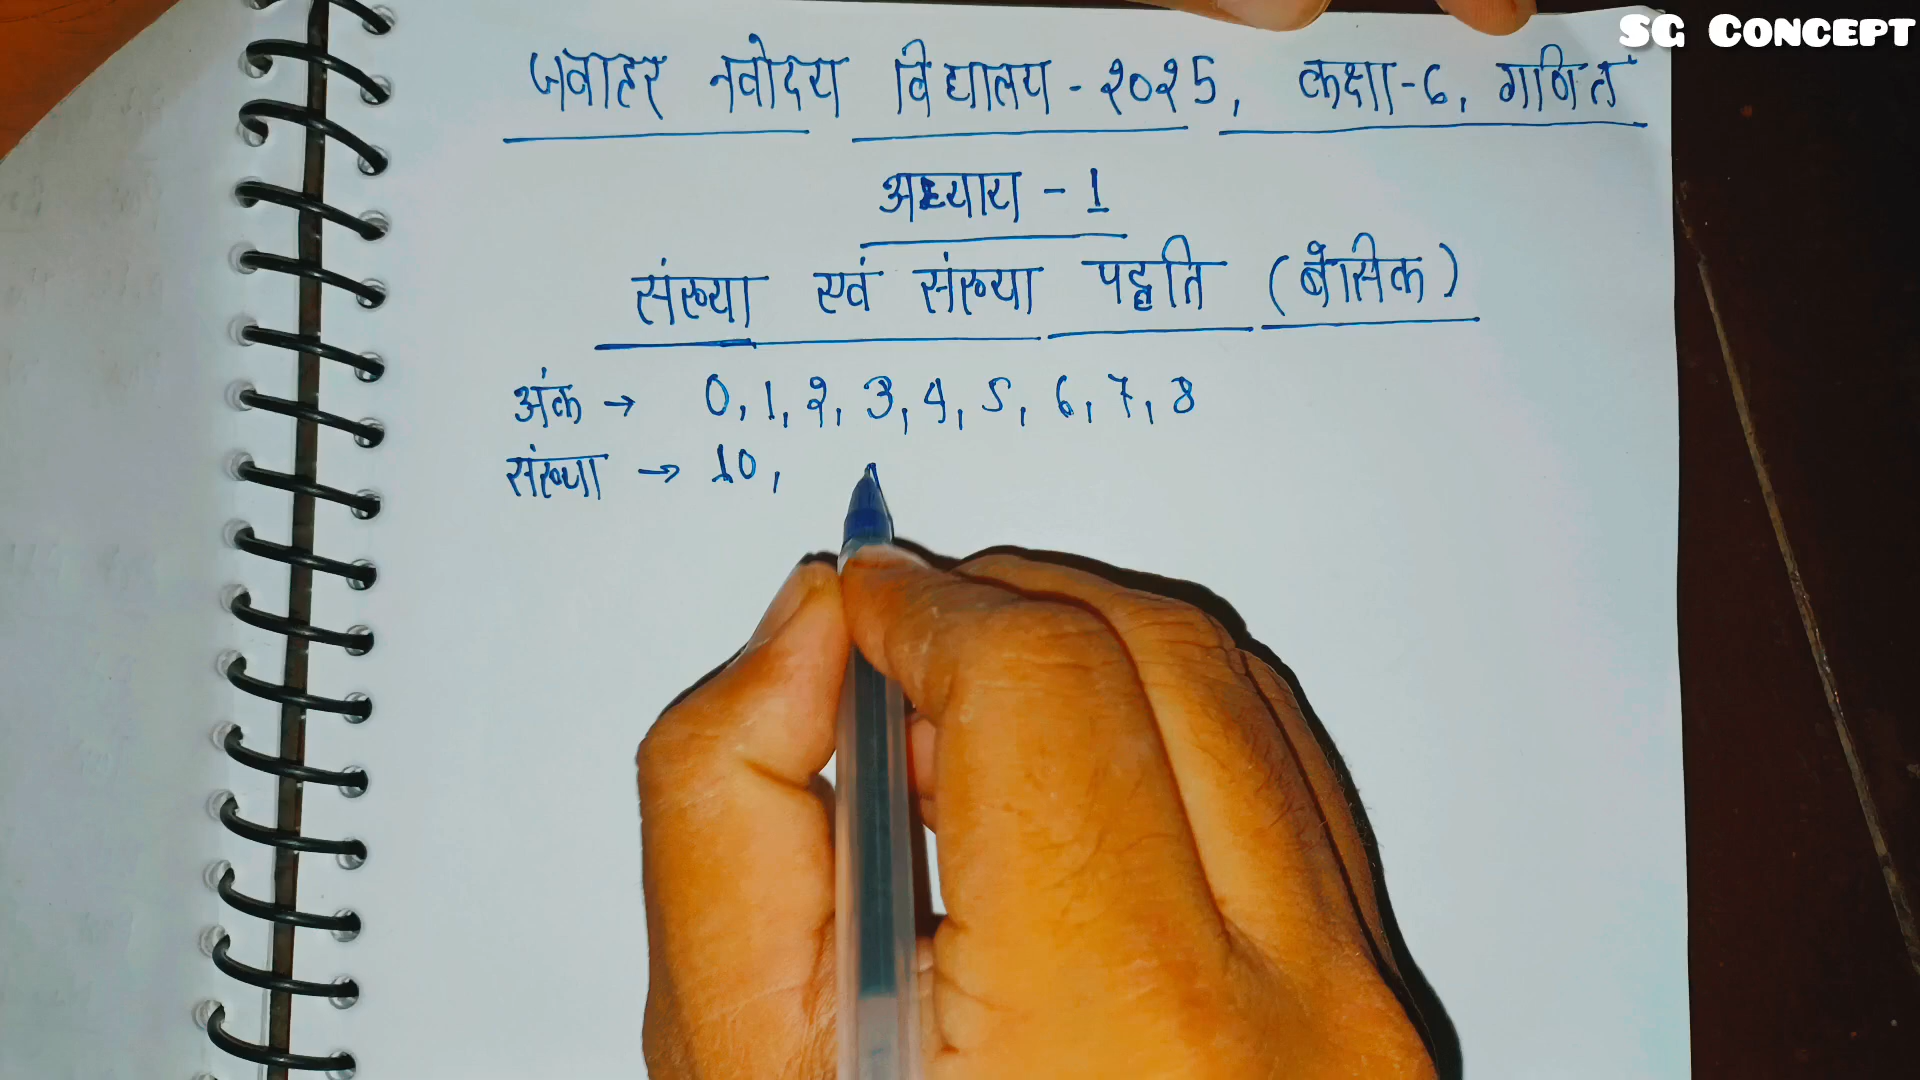 SG CONCEPT
जवाहर नवोदय विद्यालय - 2025, कक्षा - 6, गणित
अध्याय - 1
संख्या एवं संख्या पद्धति (बेसिक)
अंक → 0, 1, 2, 3, 4, 5, 6, 7, 8
संख्या → 10,